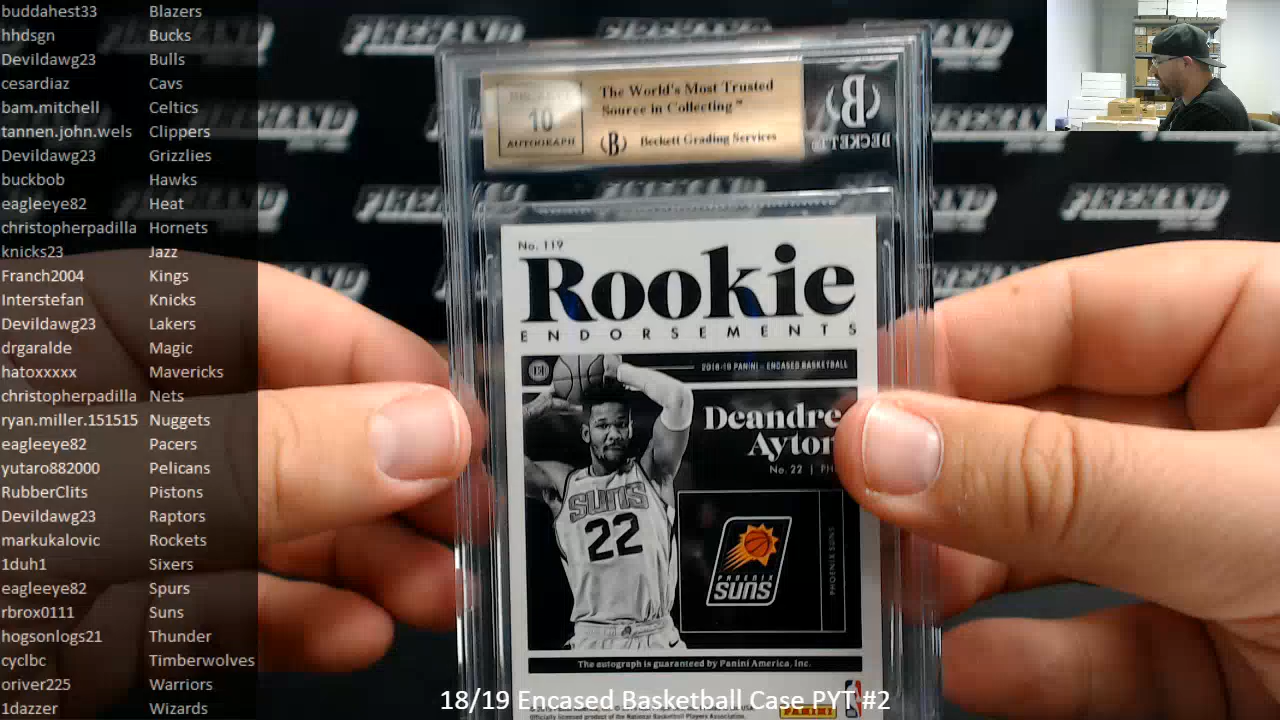 buddahest33 Blazers
hhdsgn Bucks
Devildawg23 Bulls
cesardiaz Cavs
bam.mitchell Celtics
tannen.john.wels Clippers
Devildawg23 Grizzlies
buckbob Hawks
eagleeye82 Heat
christopherpadilla Hornets
knicks23 Jazz
Franch2004 Kings
Interstefan Knicks
Devildawg23 Lakers
drgaralde Magic
hatoxxxxx Mavericks
christopherpadilla Nets
ryan.miller.151515 Nuggets
eagleeye82 Pacers
yutaro882000 Pelicans
RubberClits Pistons
Devildawg23 Raptors
markukalovic Rockets
1duh1 Sixers
eagleeye82 Spurs
rbrox0111 Suns
hogsonlogs21 Thunder
cyclbc Timberwolves
oriver225 Warriors
1dazzer Wizards
BECKETT
10
AUTOGRAPH
The World's Most Trusted
Source in Collecting™
Beckett Grading Services
BECKETT
No. 119
Rookie
ENDORSEMENTS
2018-19 PANINI - ENCASED BASKETBALL
Deandre
Ayton
No. 22 |
SUNS
22
PHOENIX
SUNS
PHOENIX SUNS
The autograph is guaranteed by Panini America, Inc.
PANINI
18/19 Encased Basketball Case PYT #2